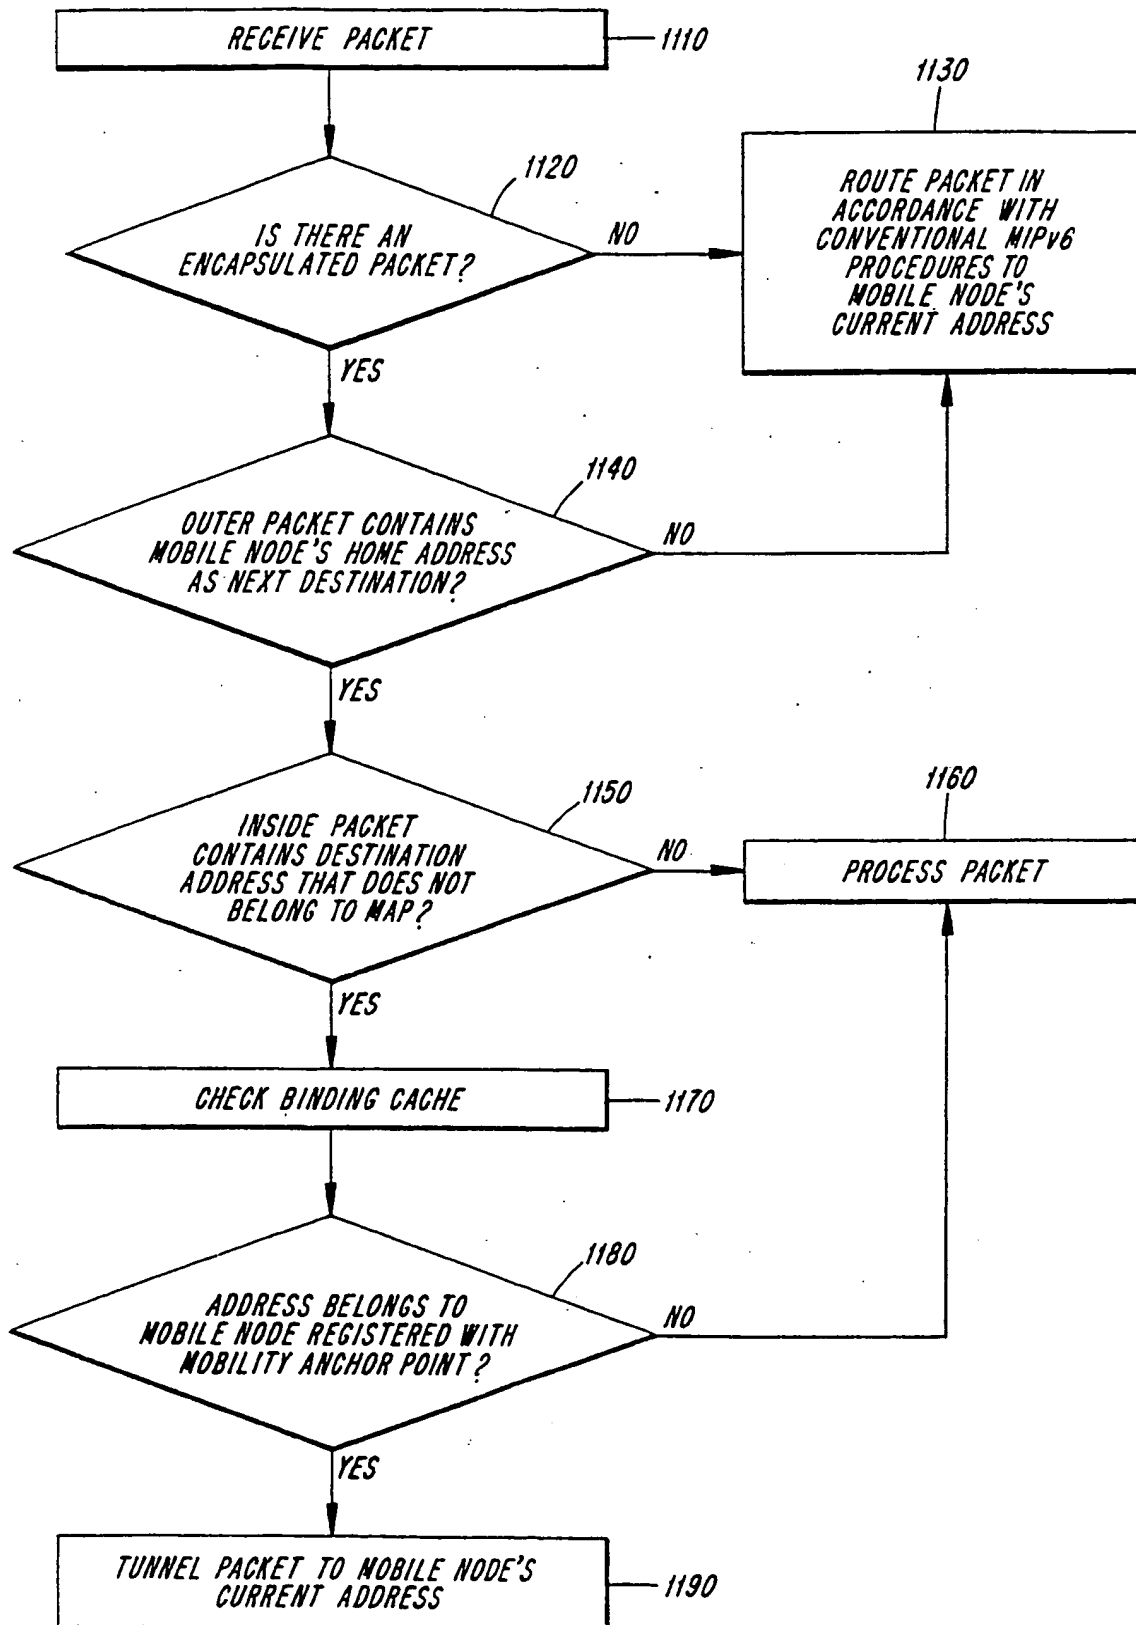 RECEIVE PACKET
1110
1130
ROUTE PACKET IN
ACCORDANCE WITH
CONVENTIONAL MIPv6
PROCEDURES TO
MOBILE NODE'S
CURRENT ADDRESS
1120
IS THERE AN
ENCAPSULATED PACKET?
NO
YES
1140
OUTER PACKET CONTAINS
MOBILE NODE'S HOME ADDRESS
AS NEXT DESTINATION?
NO
YES
1150
INSIDE PACKET
CONTAINS DESTINATION
ADDRESS THAT DOES NOT
BELONG TO MAP?
NO
1160
PROCESS PACKET
YES
CHECK BINDING CACHE
1170
1180
ADDRESS BELONGS TO
MOBILE NODE REGISTERED WITH
MOBILITY ANCHOR POINT?
NO
YES
TUNNEL PACKET TO MOBILE NODE'S
CURRENT ADDRESS
1190